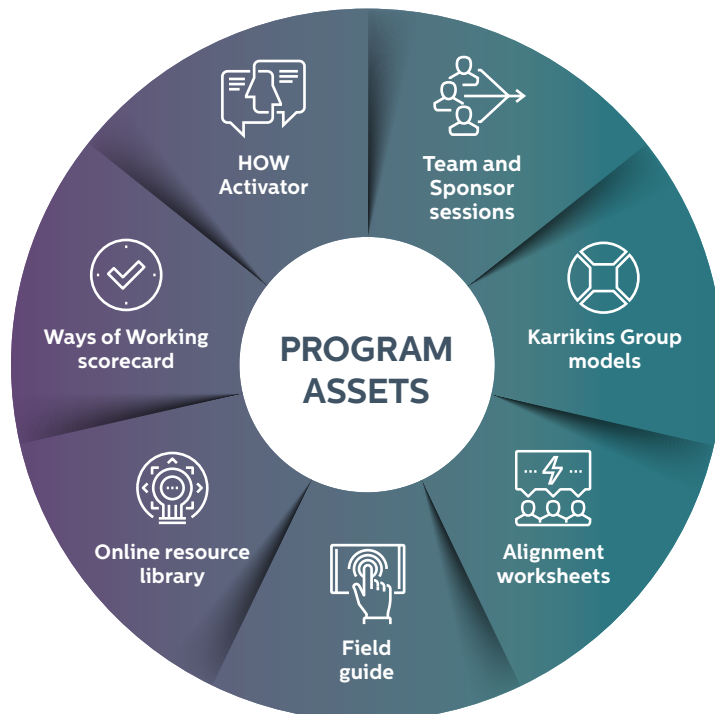 PROGRAM
ASSETS
HOW
Activator
Team and
Sponsor
sessions
Karrikins Group
models
Alignment
worksheets
Field
guide
Online resource
library
Ways of Working
scorecard